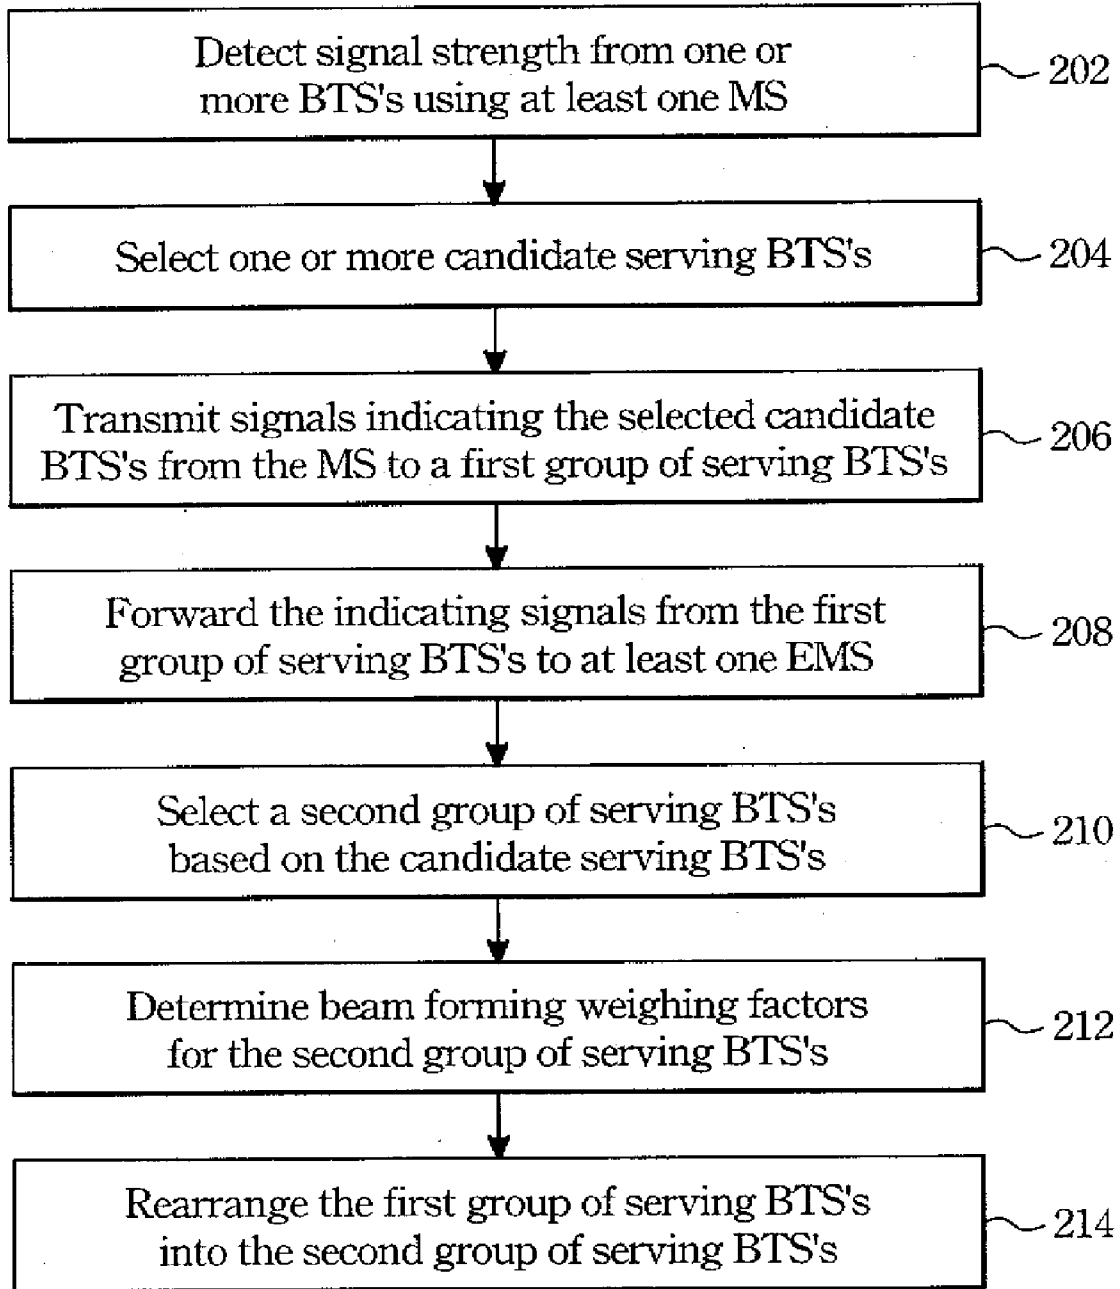 Detect signal strength from one or
more BTS's using at least one MS
202
Select one or more candidate serving BTS's
204
Transmit signals indicating the selected candidate
BTS's from the MS to a first group of serving BTS's
206
Forward the indicating signals from the first
group of serving BTS's to at least one EMS
208
Select a second group of serving BTS's
based on the candidate serving BTS's
210
Determine beam forming weighing factors
for the second group of serving BTS's
212
Rearrange the first group of serving BTS's
into the second group of serving BTS's
214